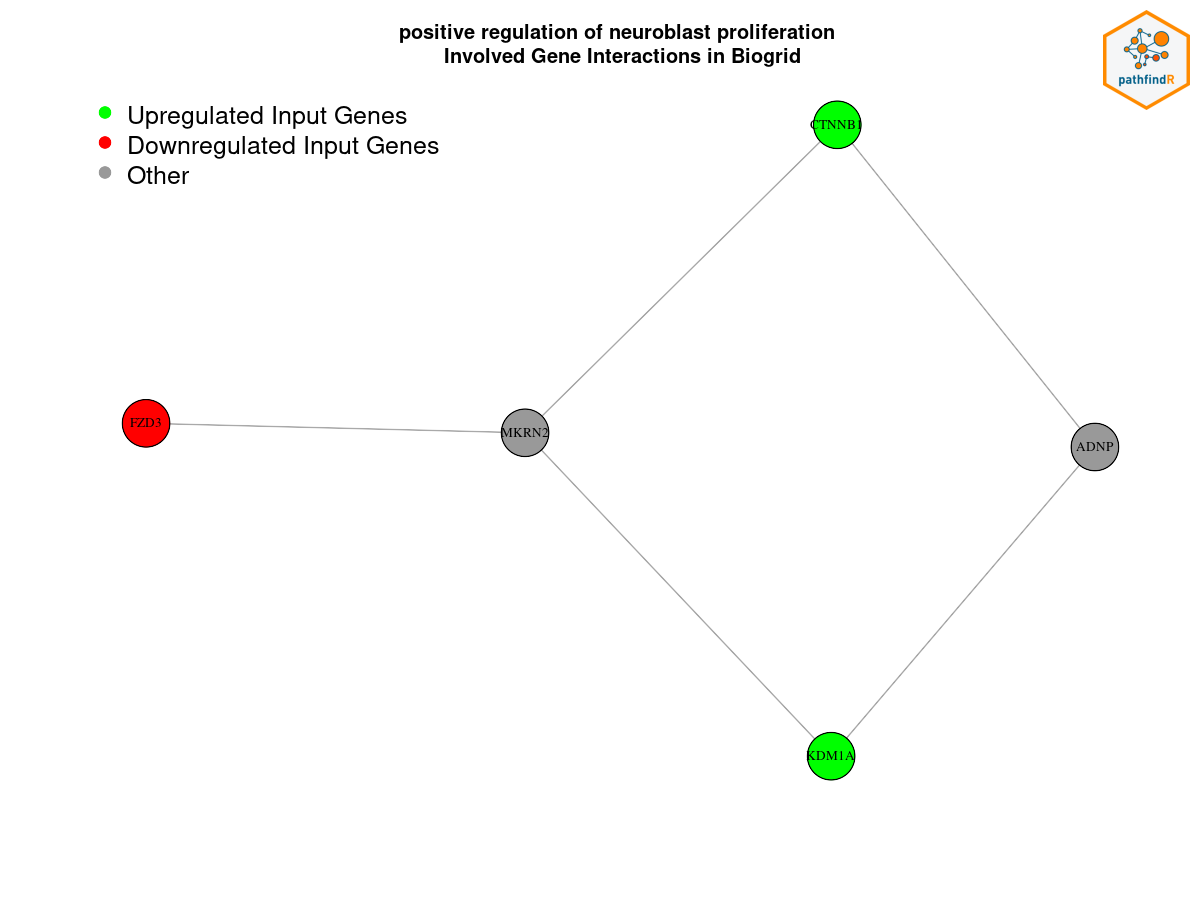 positive regulation of neuroblast proliferation
Involved Gene Interactions in Biogrid
pathfindR
Upregulated Input Genes
Downregulated Input Genes
Other
CTNNB1
FZD3
MKRN2
ADNP
KDM1A